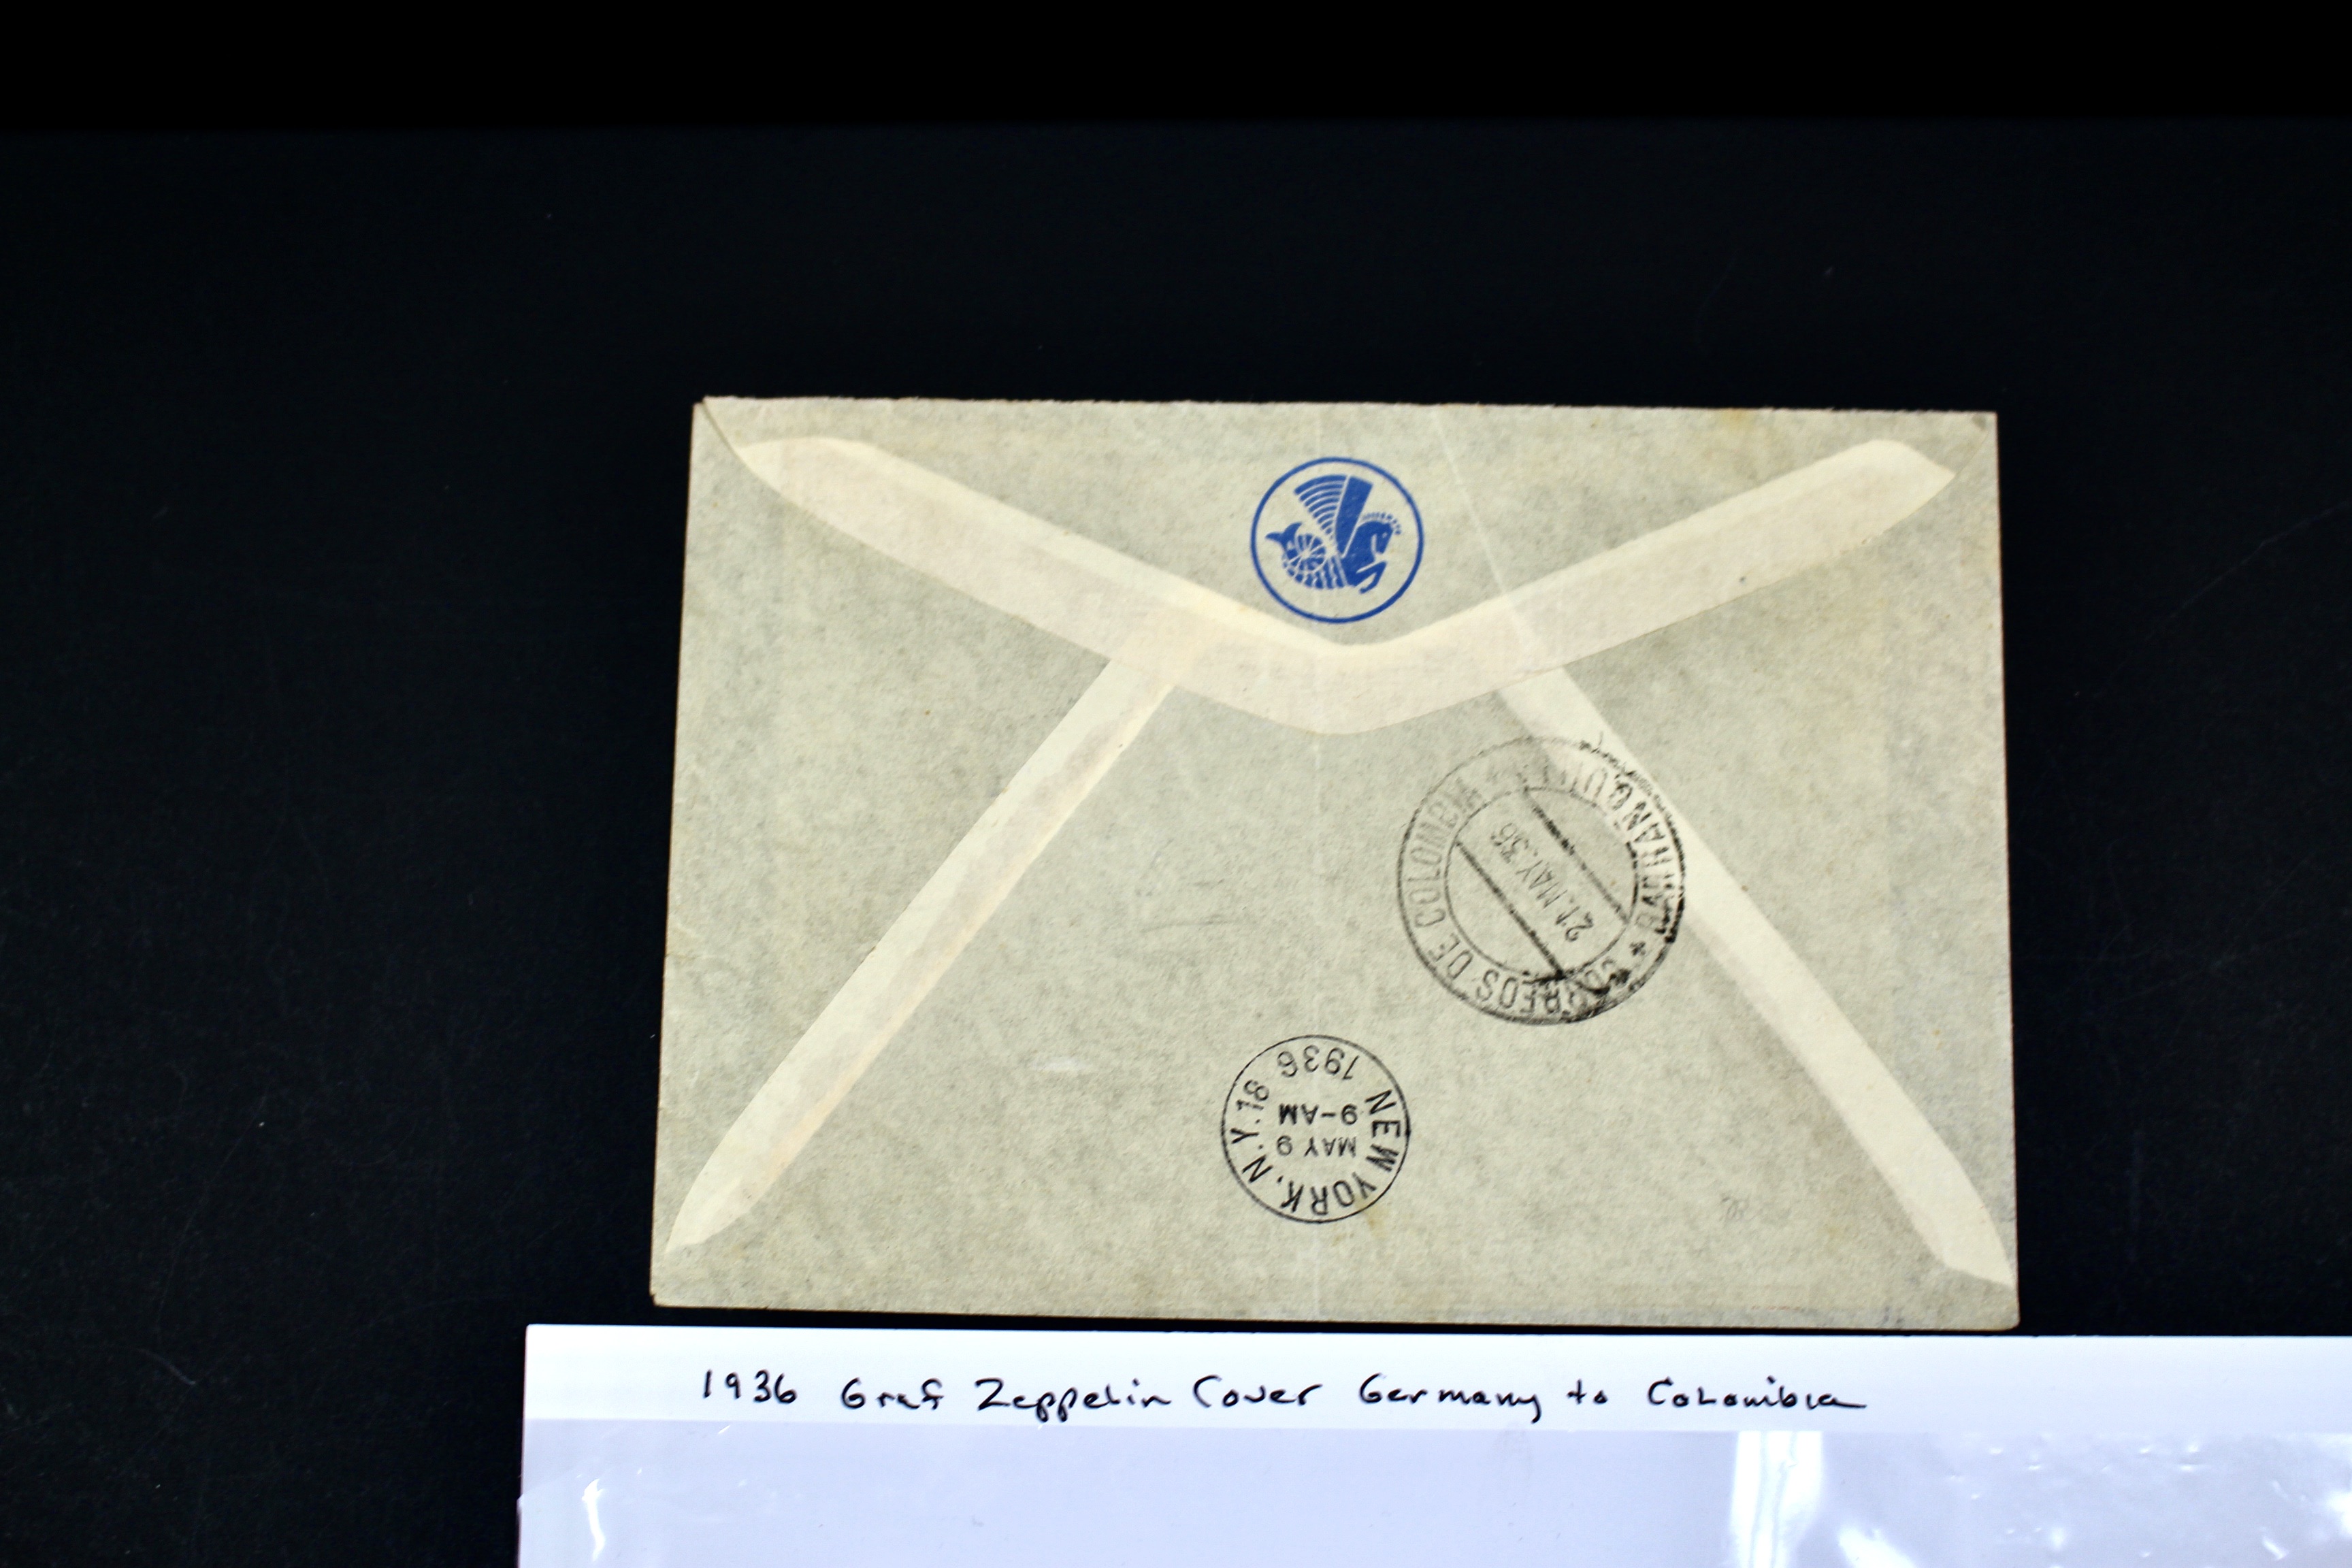 CORREOS DE COLOMBIA
BARRANQUILLA
21.MAY.36
NEW YORK, N.Y. 18
MAY 9
9-AM
1936
1936 Graf Zeppelin Cover Germany to Colombia